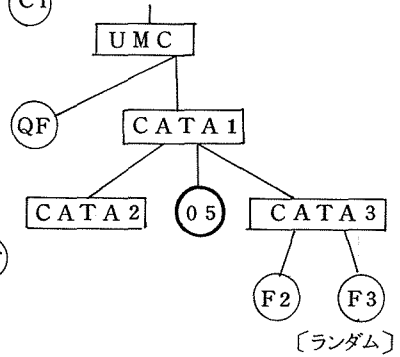 C1
UMC
QF
CATA1
CATA2
05
CATA3
F2
F3
〔ランダム〕